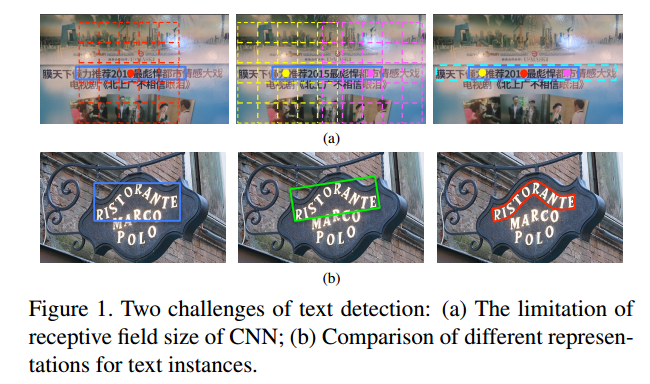 膜天下 力推荐201 最彪悍都市情感大戏
电视剧《北上广不相信眼泪》
膜天下 力推荐2015最彪悍都市情感大戏
电视剧《北上广不相信眼泪》
膜天下 力推荐201 最彪悍都市情感大戏
电视剧《北上广不相信眼泪》
(a)
RISTORANTE
MARCO
POLO
RISTORANTE
MARCO
POLO
RISTORANTE
MARCO
POLO
(b)
Figure 1. Two challenges of text detection: (a) The limitation of
receptive field size of CNN; (b) Comparison of different represen-
tations for text instances.